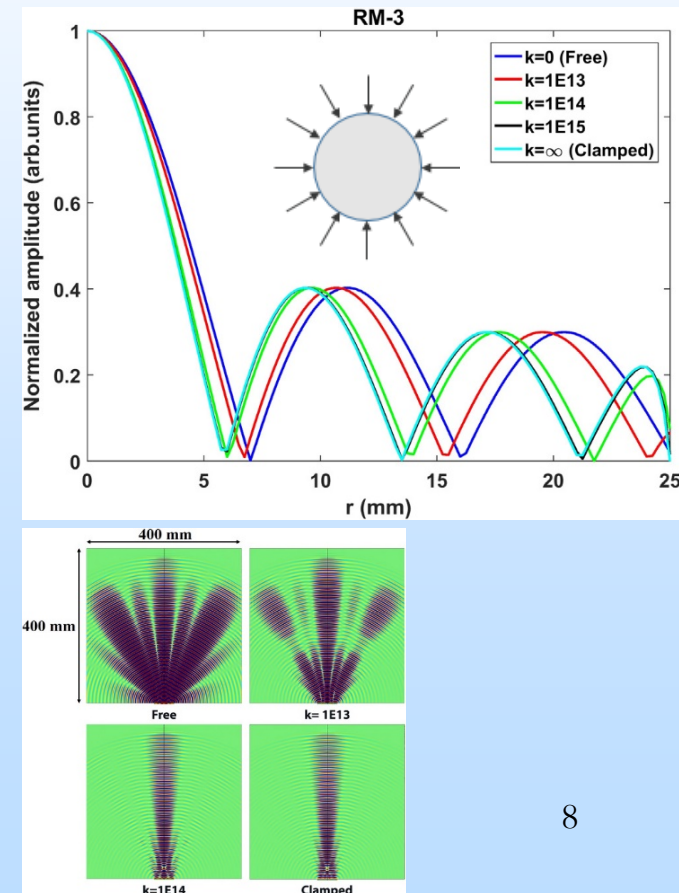 RM-3
Normalized amplitude (arb.units)
1
0.8
0.6
0.4
0.2
0
k=0 (Free)
k=1E13
k=1E14
k=1E15
k=∞ (Clamped)
0 5 10 15 20 25
r (mm)
400 mm
400 mm
Free k= 1E13
k=1E14 Clamped
8